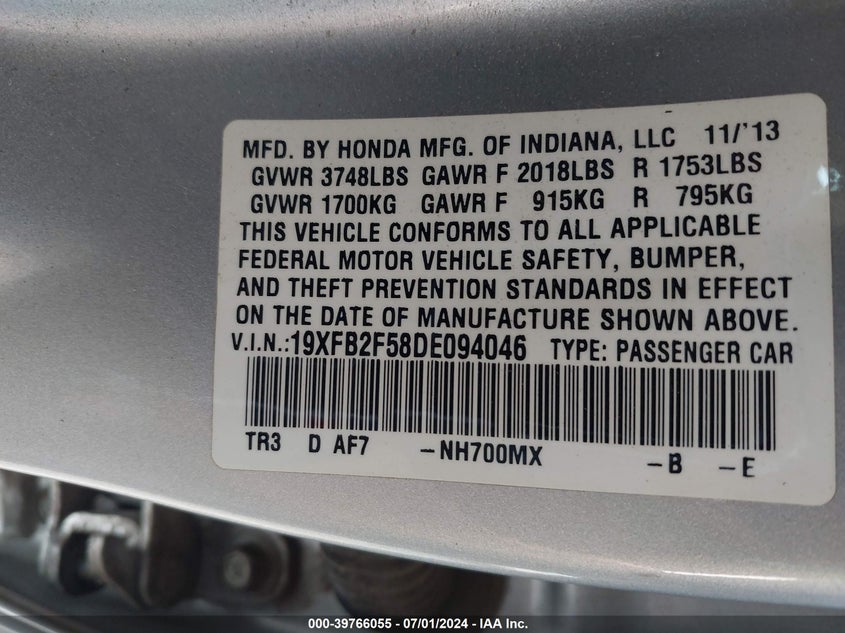 MFD. BY HONDA MFG. OF INDIANA, LLC 11/'13
GVWR 3748LBS GAWR F 2018LBS R 1753LBS
GVWR 1700KG GAWR F 915KG R 795KG
THIS VEHICLE CONFORMS TO ALL APPLICABLE
FEDERAL MOTOR VEHICLE SAFETY, BUMPER,
AND THEFT PREVENTION STANDARDS IN EFFECT
ON THE DATE OF MANUFACTURE SHOWN ABOVE.
V.I.N.:19XFB2F58DE094046 TYPE: PASSENGER CAR
TR3 D AF7 -NH700MX -B -E
000-39766055 - 07/01/2024 - IAA Inc.